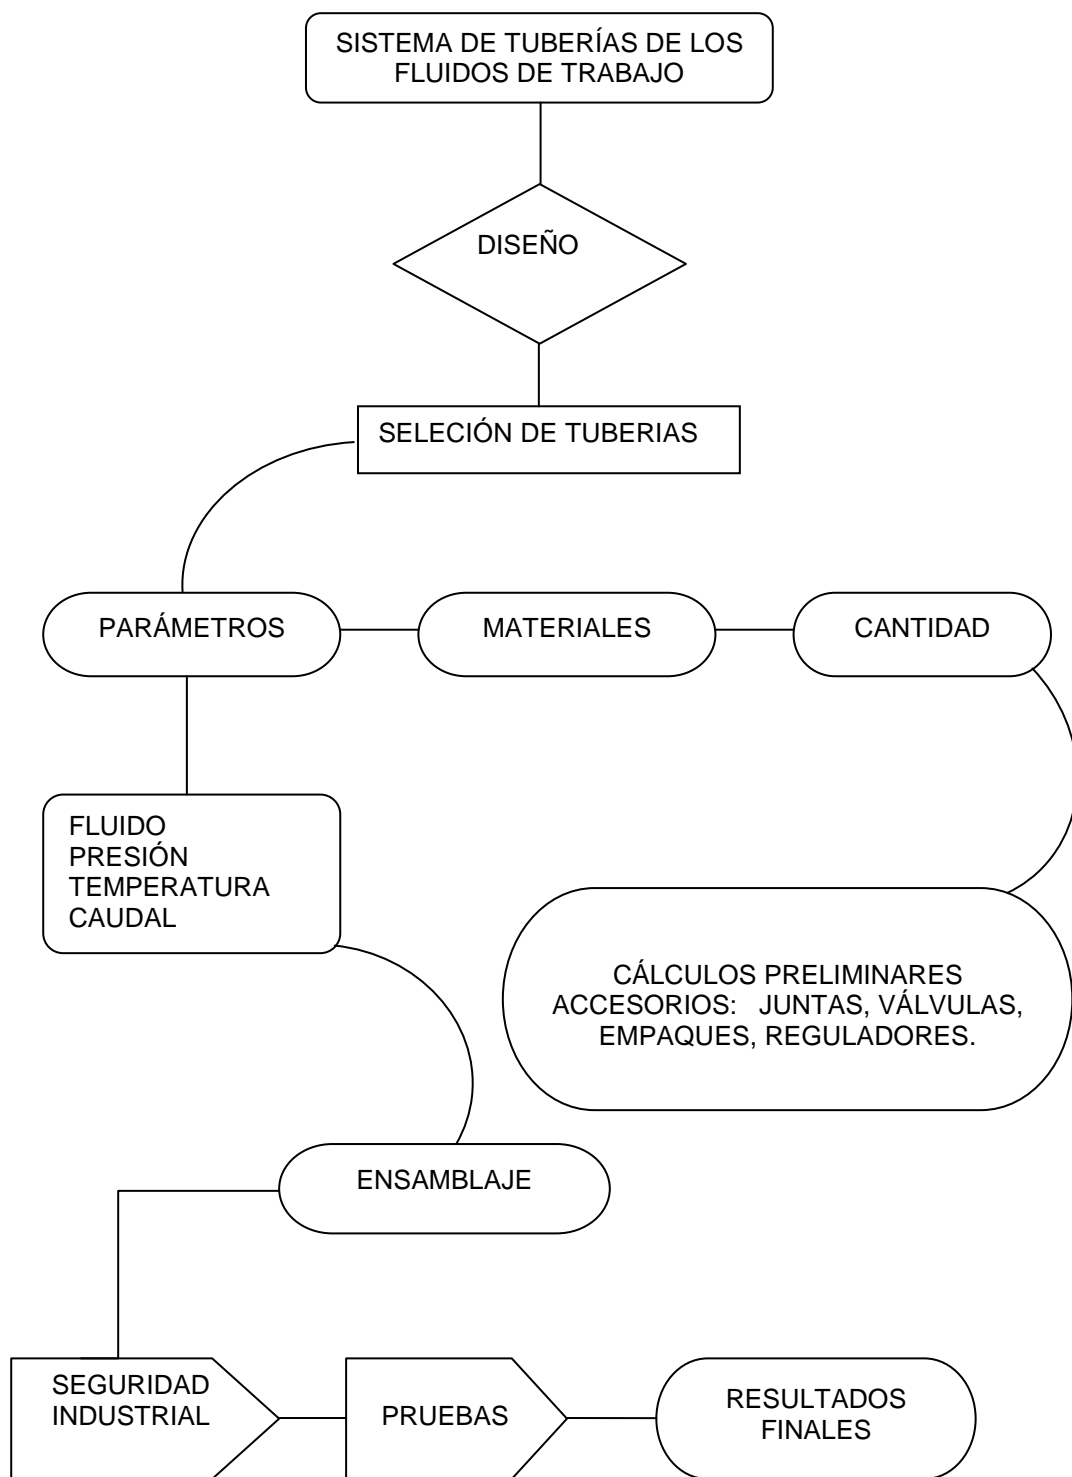 SISTEMA DE TUBERÍAS DE LOS
FLUIDOS DE TRABAJO
DISEÑO
SELECIÓN DE TUBERIAS
PARÁMETROS
MATERIALES
CANTIDAD
FLUIDO
PRESIÓN
TEMPERATURA
CAUDAL
CÁLCULOS PRELIMINARES
ACCESORIOS: JUNTAS, VÁLVULAS,
EMPAQUES, REGULADORES.
ENSAMBLAJE
SEGURIDAD
INDUSTRIAL
PRUEBAS
RESULTADOS
FINALES